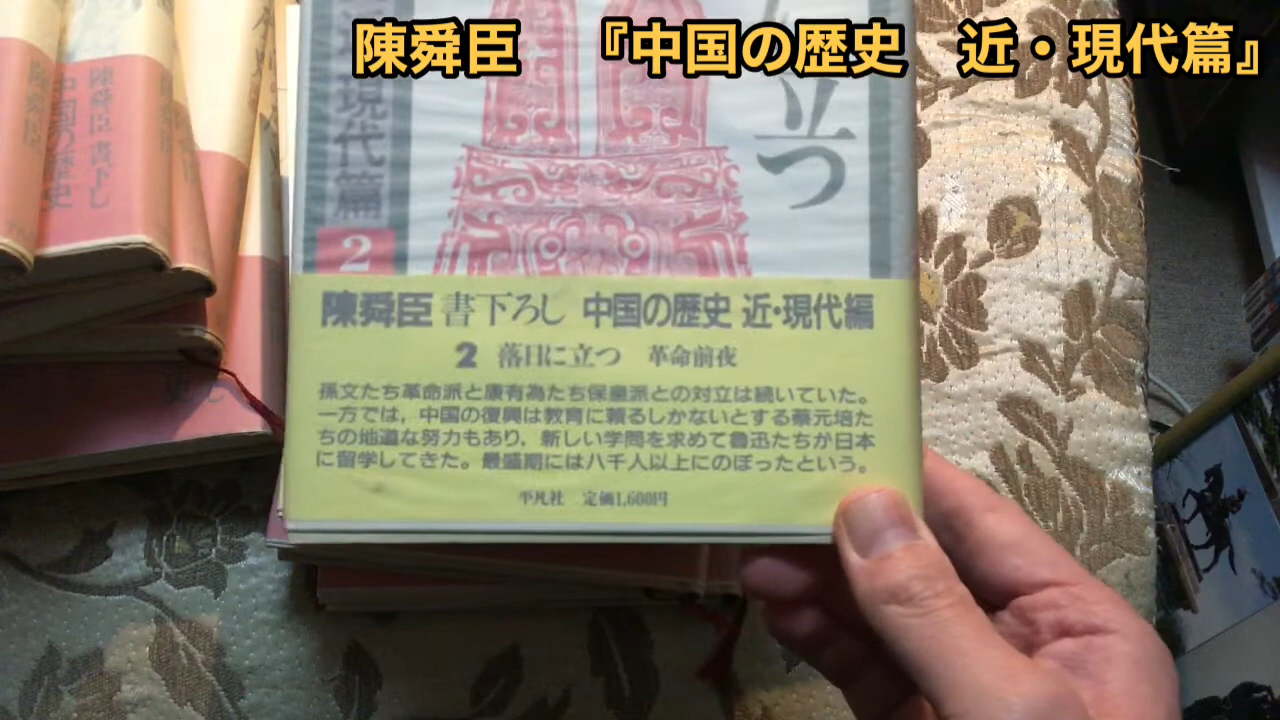 陳舜臣　『中国の歴史　近・現代篇』
近・現代篇
2
立つ
陳舜臣 書下ろし 中国の歴史 近・現代編
2 落日に立つ 革命前夜
孫文たち革命派と康有為たち保皇派との対立は続いていた。
一方では，中国の復興は教育に頼るしかないとする蔡元培た
ちの地道な努力もあり，新しい学問を求めて魯迅たちが日本
に留学してきた。最盛期には八千人以上にのぼったという。
平凡社 定価1,600円
陳舜臣 書下ろし
中国の歴史